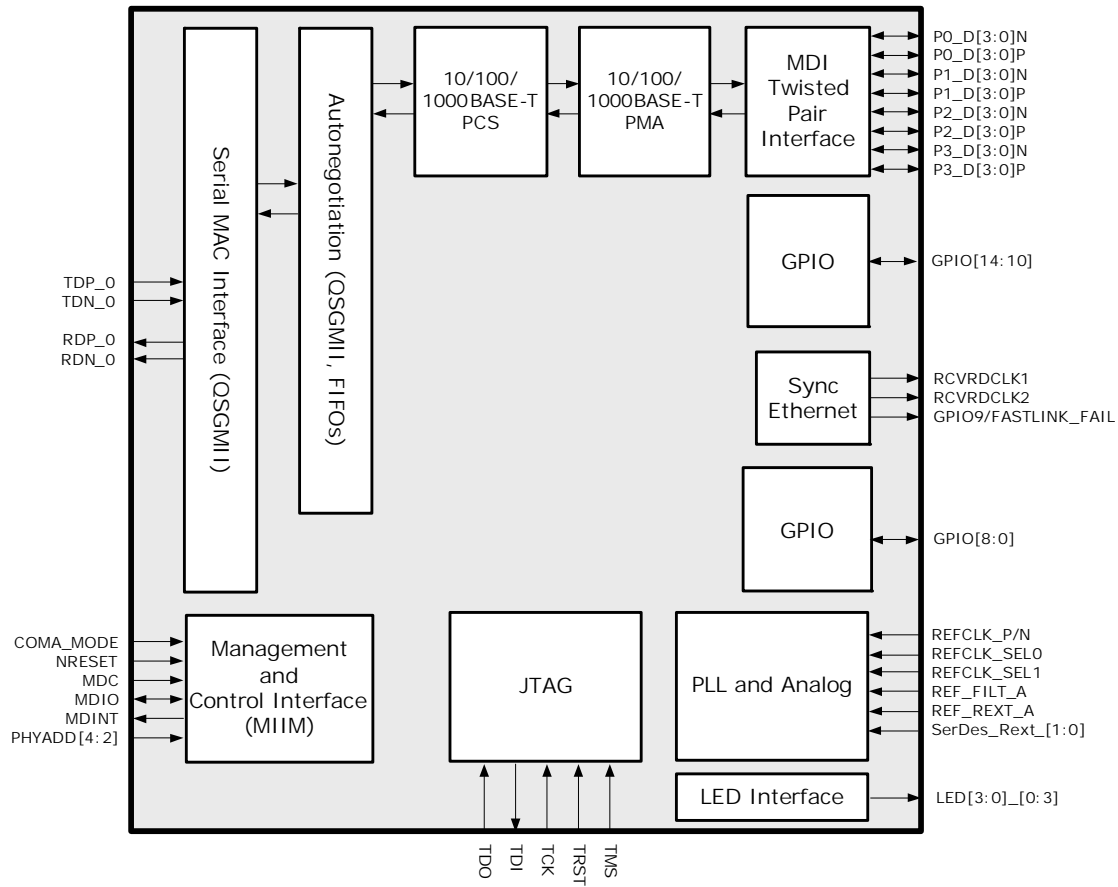 10/100/
1000BASE-T
PCS
10/100/
1000BASE-T
PMA
MDI
Twisted
Pair
Interface
P0_D[3:0]N
P0_D[3:0]P
P1_D[3:0]N
P1_D[3:0]P
P2_D[3:0]N
P2_D[3:0]P
P3_D[3:0]N
P3_D[3:0]P
Serial MAC Interface (QSGMII)
Autonegotiation (QSGMII, FIFOs)
TDP_0
TDN_0
RDP_0
RDN_0
GPIO
GPIO[14:10]
Sync
Ethernet
RCVRDCLK1
RCVRDCLK2
GPIO9/FASTLINK_FAIL
GPIO
GPIO[8:0]
COMA_MODE
NRESET
MDC
MDIO
MDINT
PHYADD[4:2]
Management
and
Control Interface
(MIIM)
JTAG
PLL and Analog
REFCLK_P/N
REFCLK_SEL0
REFCLK_SEL1
REF_FILT_A
REF_REXT_A
SerDes_Rext_[1:0]
LED Interface
LED[3:0]_[0:3]
TDO
TDI
TCK
TRST
TMS